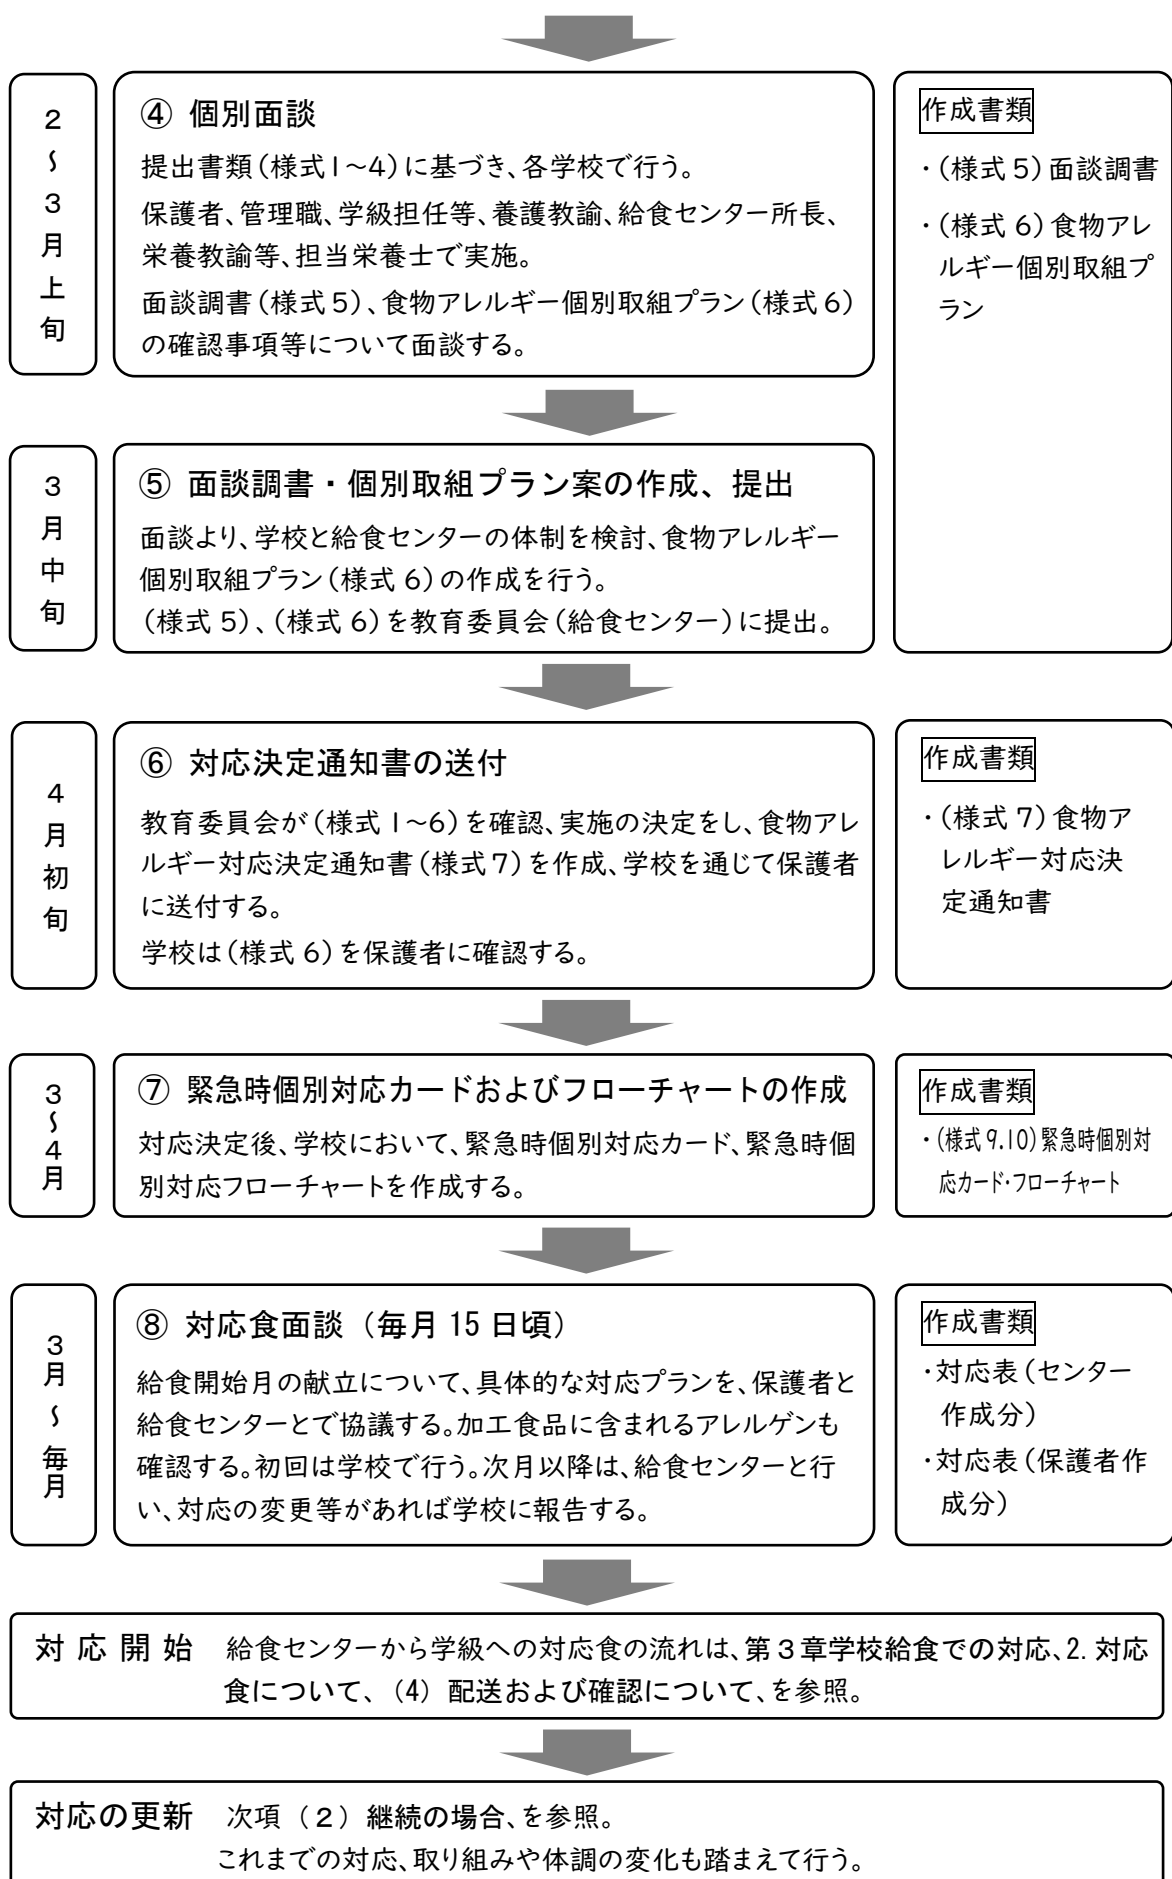 2
〜
3
月
上
旬
④ 個別面談
提出書類（様式1〜4）に基づき、各学校で行う。
保護者、管理職、学級担任等、養護教諭、給食センター所長、
栄養教諭等、担当栄養士で実施。
面談調書（様式5）、食物アレルギー個別取組プラン（様式6）
の確認事項等について面談する。
作成書類
・（様式5）面談調書
・（様式6）食物アレ
ルギー個別取組プ
ラン
3
月
中
旬
⑤ 面談調書・個別取組プラン案の作成、提出
面談より、学校と給食センターの体制を検討、食物アレルギー
個別取組プラン（様式6）の作成を行う。
（様式5）、（様式6）を教育委員会（給食センター）に提出。
4
月
初
旬
⑥ 対応決定通知書の送付
教育委員会が（様式1〜6）を確認、実施の決定をし、食物アレ
ルギー対応決定通知書（様式7）を作成、学校を通じて保護者
に送付する。
学校は（様式6）を保護者に確認する。
作成書類
・（様式7）食物ア
レルギー対応決
定通知書
3
〜
4
月
⑦ 緊急時個別対応カードおよびフローチャートの作成
対応決定後、学校において、緊急時個別対応カード、緊急時個
別対応フローチャートを作成する。
作成書類
・（様式9.10）緊急時個別対
応カード・フローチャート
3
月
〜
毎
月
⑧ 対応食面談（毎月15日頃）
給食開始月の献立について、具体的な対応プランを、保護者と
給食センターとで協議する。加工食品に含まれるアレルゲンも
確認する。初回は学校で行う。次月以降は、給食センターと行
い、対応の変更等があれば学校に報告する。
作成書類
・対応表（センター
作成分）
・対応表（保護者作
成分）
対応開始 給食センターから学級への対応食の流れは、第3章学校給食での対応、2.対応
食について、（4）配送および確認について、を参照。
対応の更新 次項（2）継続の場合、を参照。
これまでの対応、取り組みや体調の変化も踏まえて行う。